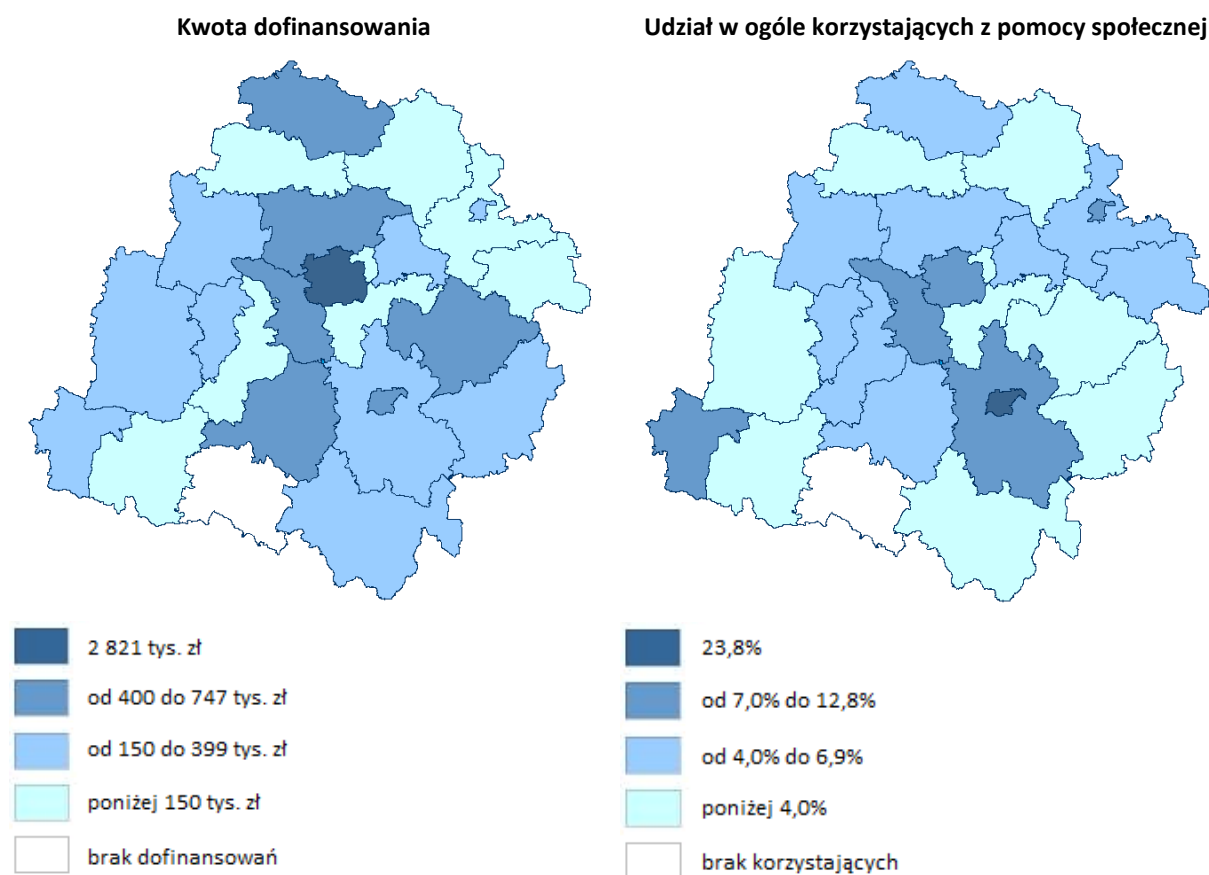 Kwota dofinansowania
Udział w ogóle korzystających z pomocy społecznej
2 821 tys. zł
od 400 do 747 tys. zł
od 150 do 399 tys. zł
poniżej 150 tys. zł
brak dofinansowań
23,8%
od 7,0% do 12,8%
od 4,0% do 6,9%
poniżej 4,0%
brak korzystających